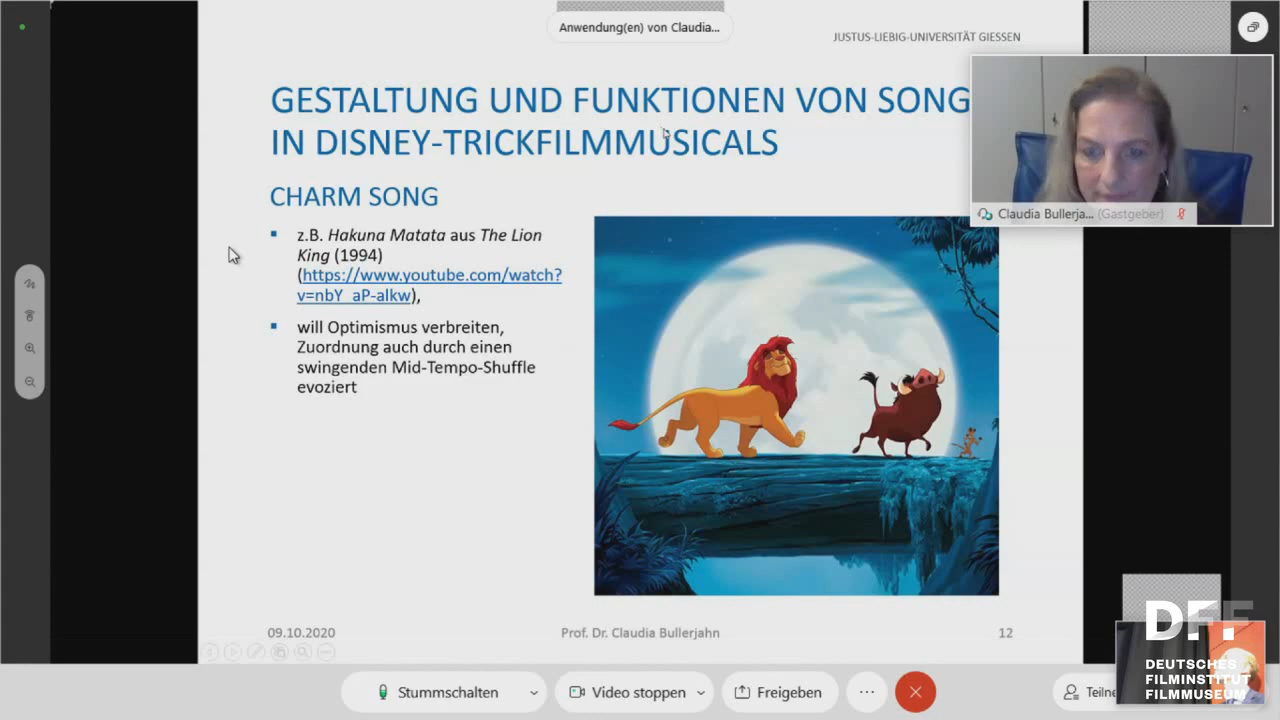 Anwendung(en) von Claudia...
JUSTUS-LIEBIG-UNIVERSITÄT GIESSEN
GESTALTUNG UND FUNKTIONEN VON SONG
IN DISNEY-TRICKFILMMUSICALS
CHARM SONG
z.B. Hakuna Matata aus The Lion
King (1994)
(https://www.youtube.com/watch?
v=nbY_aP-alkw),
will Optimismus verbreiten,
Zuordnung auch durch einen
swingenden Mid-Tempo-Shuffle
evoziert
Claudia Bullerja... (Gastgeber)
09.10.2020
Prof. Dr. Claudia Bullerjahn
12
Stummschalten
Video stoppen
Freigeben
Teilne
DFF
DEUTSCHES
FILMINSTITUT
FILMMUSEUM